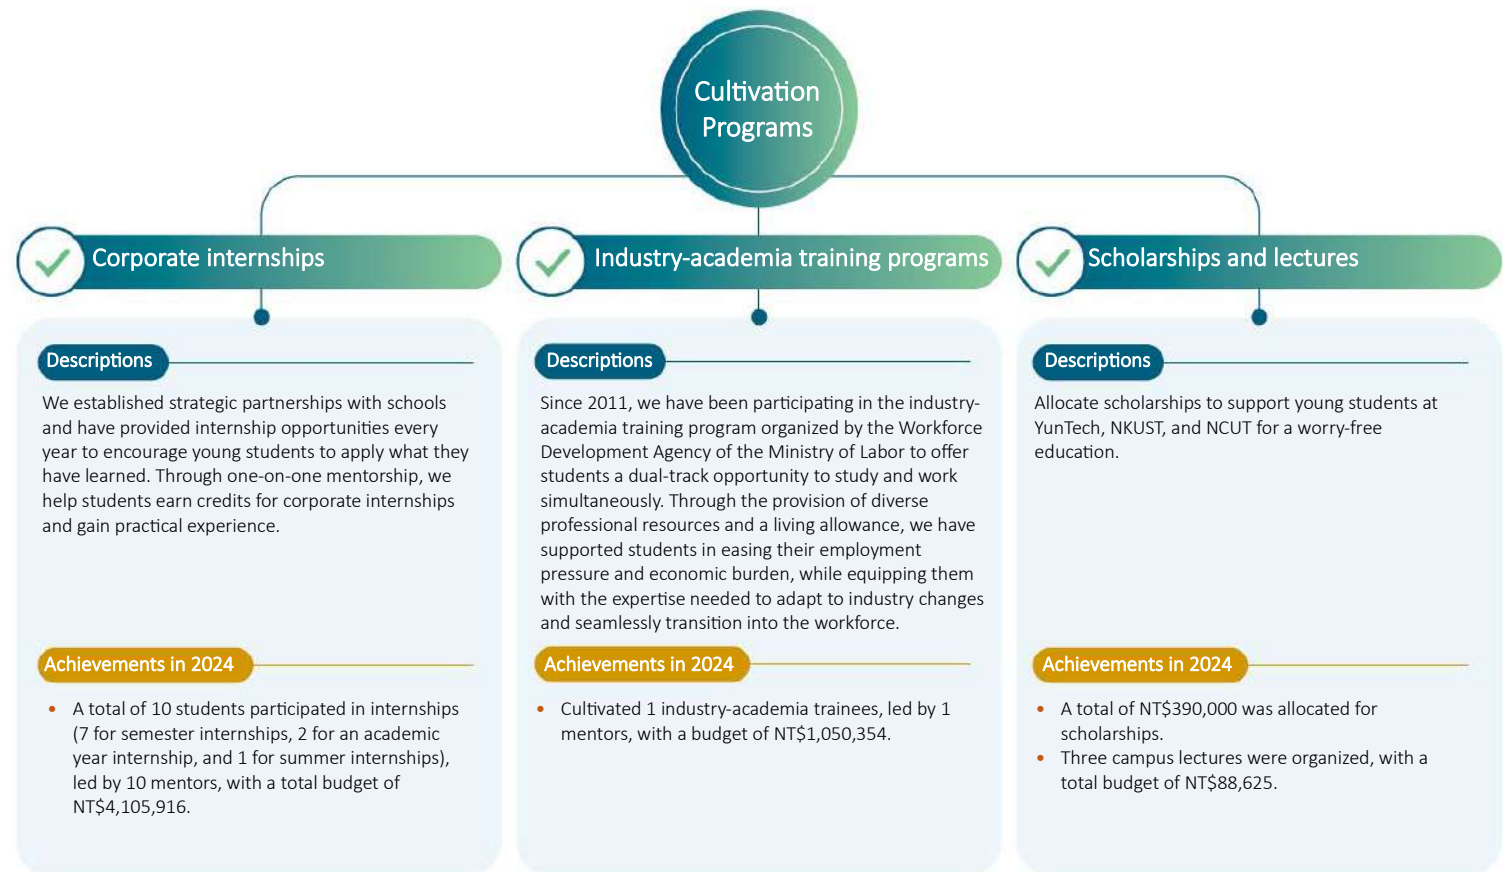 Cultivation
Programs
Corporate internships
Descriptions
We established strategic partnerships with schools
and have provided internship opportunities every
year to encourage young students to apply what they
have learned. Through one-on-one mentorship, we
help students earn credits for corporate internships
and gain practical experience.
Achievements in 2024
• A total of 10 students participated in internships
(7 for semester internships, 2 for an academic
year internship, and 1 for summer internships),
led by 10 mentors, with a total budget of
NT$4,105,916.
Industry-academia training programs
Descriptions
Since 2011, we have been participating in the industry-
academia training program organized by the Workforce
Development Agency of the Ministry of Labor to offer
students a dual-track opportunity to study and work
simultaneously. Through the provision of diverse
professional resources and a living allowance, we have
supported students in easing their employment
pressure and economic burden, while equipping them
with the expertise needed to adapt to industry changes
and seamlessly transition into the workforce.
Achievements in 2024
• Cultivated 1 industry-academia trainees, led by 1
mentors, with a budget of NT$1,050,354.
Scholarships and lectures
Descriptions
Allocate scholarships to support young students at
YunTech, NKUST, and NCUT for a worry-free
education.
Achievements in 2024
• A total of NT$390,000 was allocated for
scholarships.
• Three campus lectures were organized, with a
total budget of NT$88,625.